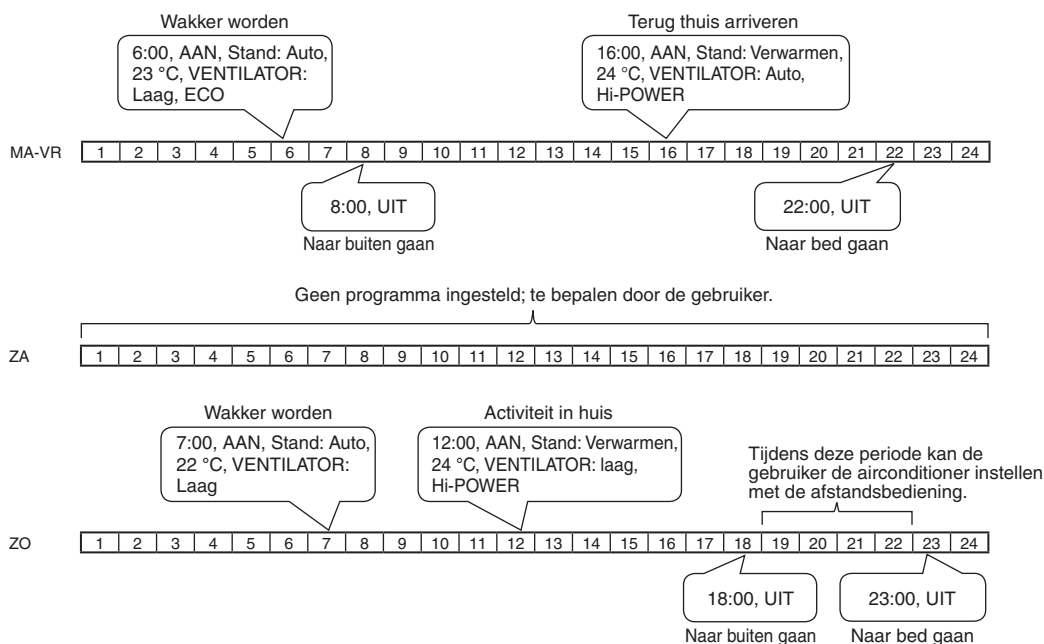 Wakker worden
6:00, AAN, Stand: Auto,
23 °C, VENTILATOR:
Laag, ECO
Terug thuis arriveren
16:00, AAN, Stand: Verwarmen,
24 °C, VENTILATOR: Auto,
Hi-POWER
MA-VR 1 2 3 4 5 6 7 8 9 10 11 12 13 14 15 16 17 18 19 20 21 22 23 24
8:00, UIT
Naar buiten gaan
22:00, UIT
Naar bed gaan
Geen programma ingesteld; te bepalen door de gebruiker.
ZA 1 2 3 4 5 6 7 8 9 10 11 12 13 14 15 16 17 18 19 20 21 22 23 24
Wakker worden
7:00, AAN, Stand: Auto,
22 °C, VENTILATOR:
Laag
Activiteit in huis
12:00, AAN, Stand: Verwarmen,
24 °C, VENTILATOR: laag,
Hi-POWER
Tijdens deze periode kan de
gebruiker de airconditioner instellen
met de afstandsbediening.
ZO 1 2 3 4 5 6 7 8 9 10 11 12 13 14 15 16 17 18 19 20 21 22 23 24
18:00, UIT
Naar buiten gaan
23:00, UIT
Naar bed gaan